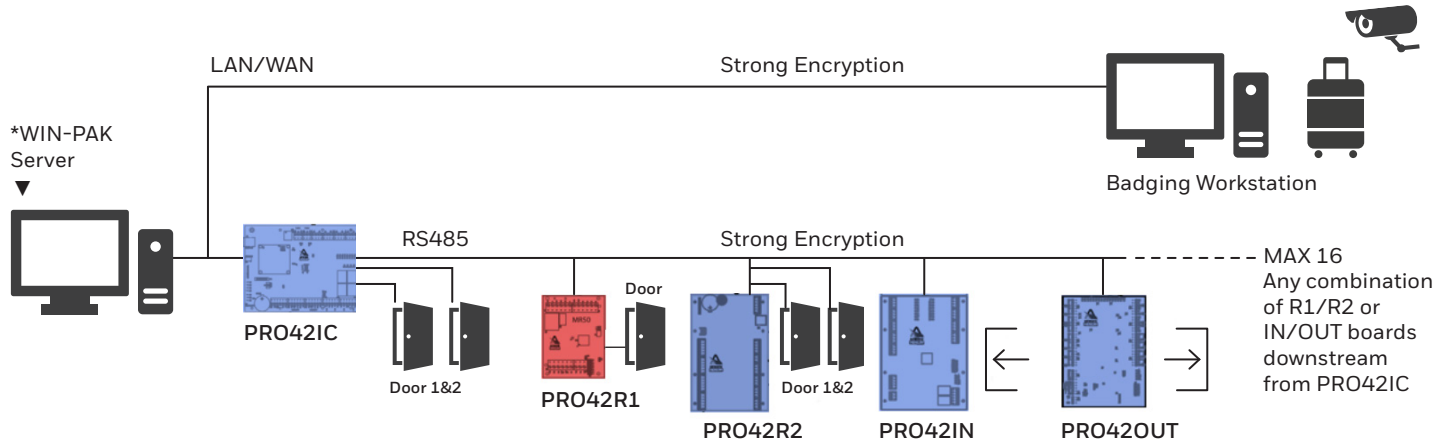 LAN/WAN
Strong Encryption
*WIN-PAK
Server
Badging Workstation
RS485
Strong Encryption
MAX 16
Any combination
of R1/R2 or
IN/OUT boards
downstream
from PRO42IC
Door
M850
PRO42IC
Door 1&2
PRO42R1
Door 1&2
PRO42R2
PRO42IN
PRO42OUT